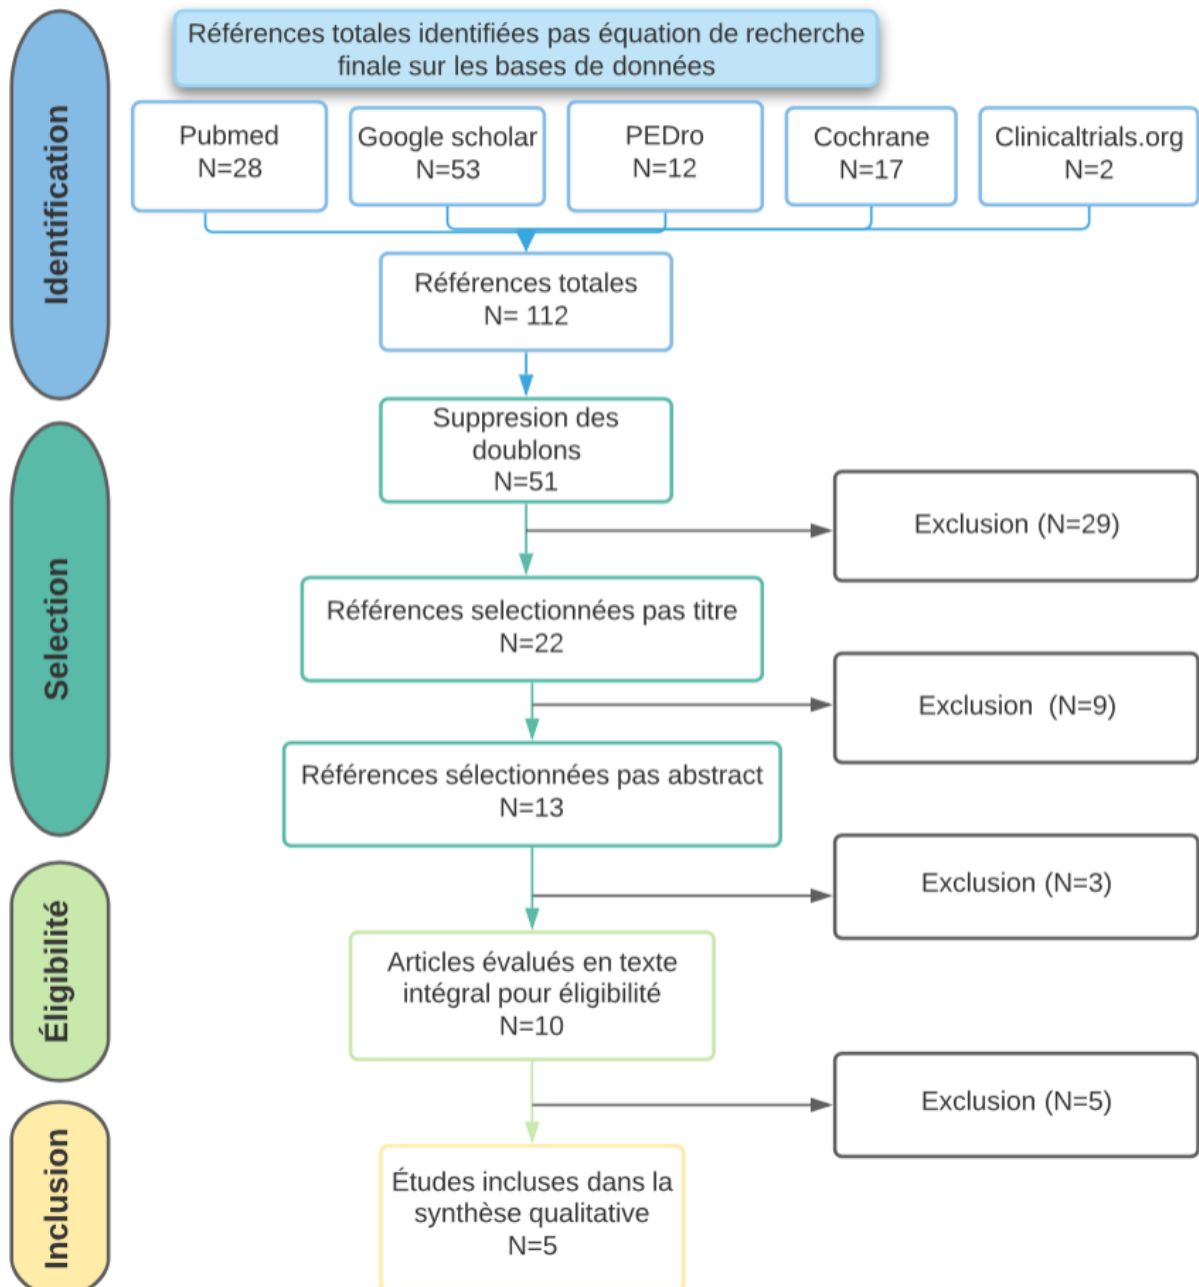 Références totales identifiées pas équation de recherche
finale sur les bases de données
Identification
Pubmed
N=28
Google scholar
N=53
PEDro
N=12
Cochrane
N=17
Clinicaltrials.org
N=2
Références totales
N= 112
Selection
Suppresion des
doublons
N=51
Exclusion (N=29)
Références selectionnées pas titre
N=22
Exclusion  (N=9)
Références sélectionnées pas abstract
N=13
Éligibilité
Exclusion (N=3)
Articles évalués en texte
intégral pour éligibilité
N=10
Exclusion (N=5)
Inclusion
Études incluses dans la
synthèse qualitative
N=5